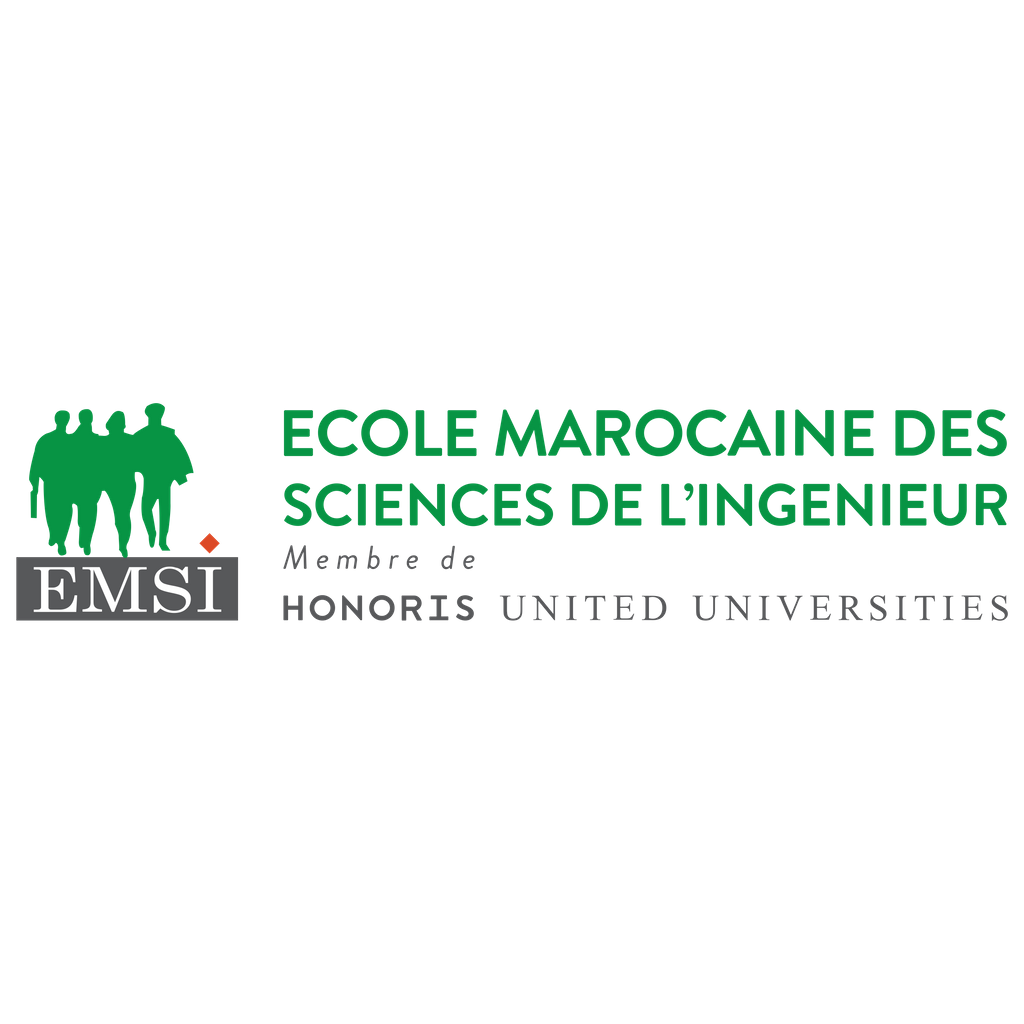 EMSI
ECOLE MAROCAINE DES
SCIENCES DE L’INGENIEUR
Membre de
HONORIS UNITED UNIVERSITIES